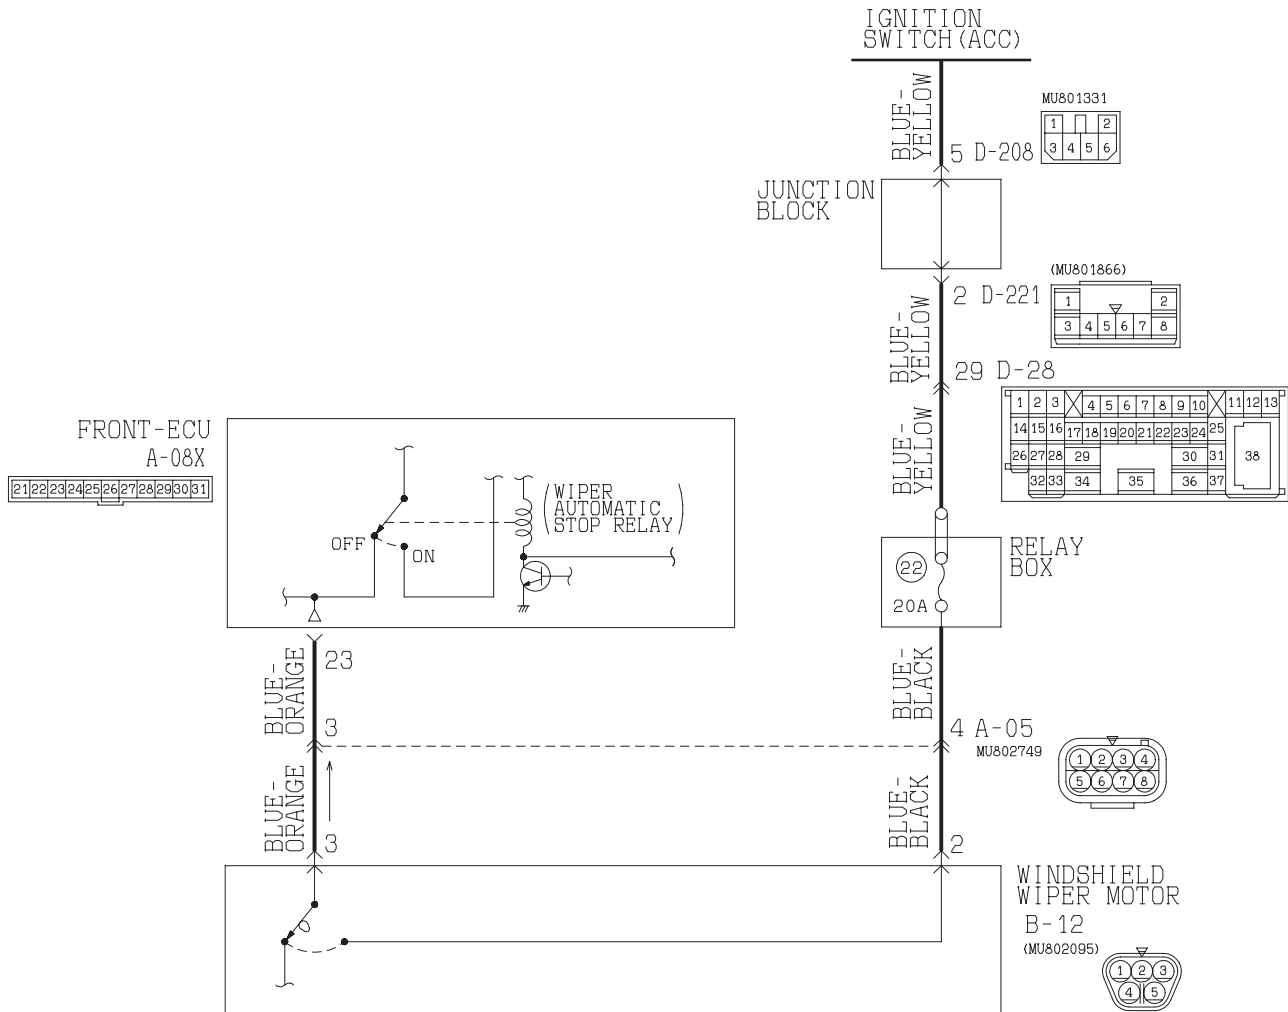 IGNITION
SWITCH(ACC)
BLUE-
YELLOW
MU801331
1 2
3 4 5 6
5 D-208
JUNCTION
BLOCK
(MU801866)
2 D-221
1 2
3 4 5 6 7 8
BLUE-
YELLOW
29 D-28
1 2 3 4 5 6 7 8 9 10 11 12 13
14 15 16 17 18 19 20 21 22 23 24 25
26 27 28 29 30 31 38
32 33 34 35 36 37
BLUE-
YELLOW
FRONT-ECU
A-08X
21 22 23 24 25 26 27 28 29 30 31
(WIPER
AUTOMATIC
STOP RELAY)
OFF
ON
RELAY
BOX
22
20A
23
BLUE-
ORANGE
3
BLUE-
BLACK
4 A-05
MU802749
1 2 3 4
5 6 7 8
BLUE-
ORANGE
3
BLUE-
BLACK
2
WINDSHIELD
WIPER MOTOR
B-12
(MU802095)
1 2 3
4 5